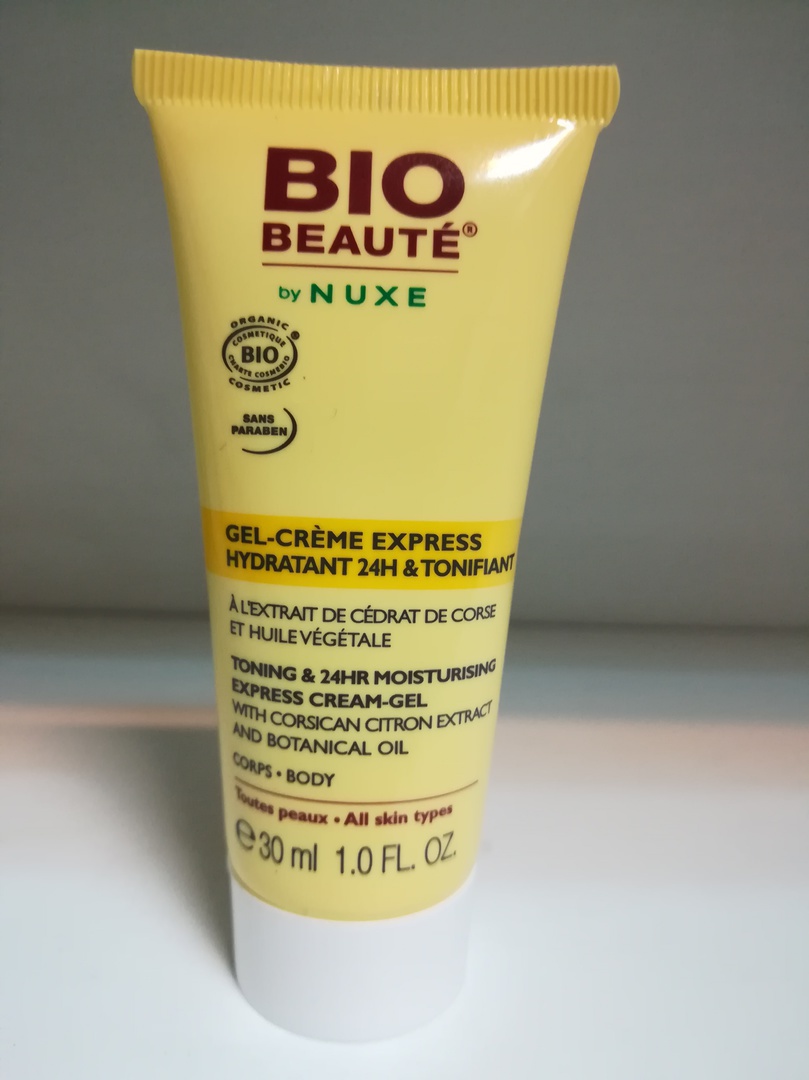 BIO
BEAUTÉ®
by NUXE
ORGANIC
COSMETIQUE
BIO
CHARTE COSMEBIO
COSMETIC
SANS
PARABEN
GEL-CRÈME EXPRESS
HYDRATANT 24H & TONIFIANT
À L'EXTRAIT DE CÉDRAT DE CORSE
ET HUILE VÉGÉTALE
TONING & 24HR MOISTURISING
EXPRESS CREAM-GEL
WITH CORSICAN CITRON EXTRACT
AND BOTANICAL OIL
CORPS • BODY
Toutes peaux • All skin types
℮ 30 ml 1.0 FL. OZ.